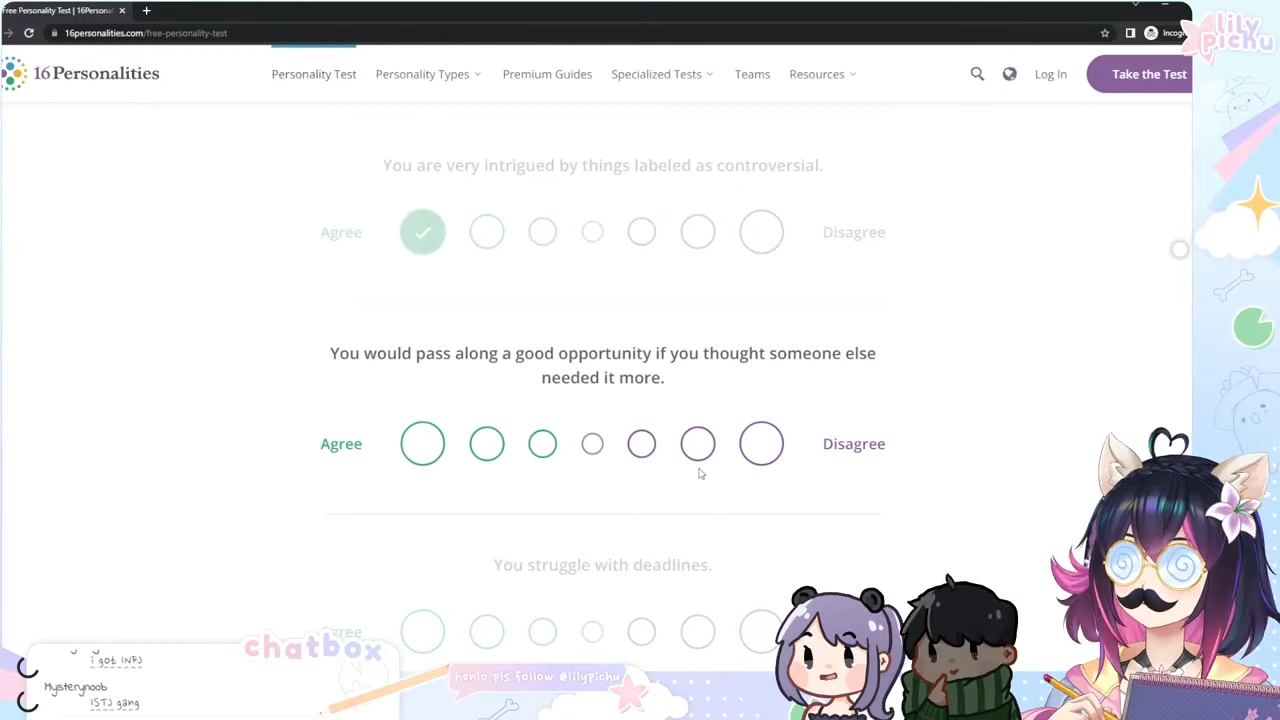 Free Personality Test | 16Personal
16personalities.com/free-personality-test
Incogn
lily
pichu
16Personalities
Personality Test
Personality Types
Premium Guides
Specialized Tests
Teams
Resources
Log In
Take the Test
You are very intrigued by things labeled as controversial.
Agree
Disagree
You would pass along a good opportunity if you thought someone else
needed it more.
Agree
Disagree
You struggle with deadlines.
Agree
chatbox
i got INFJ
Mysterynoob
ISTJ gang
henlo pls follow @lilypichu